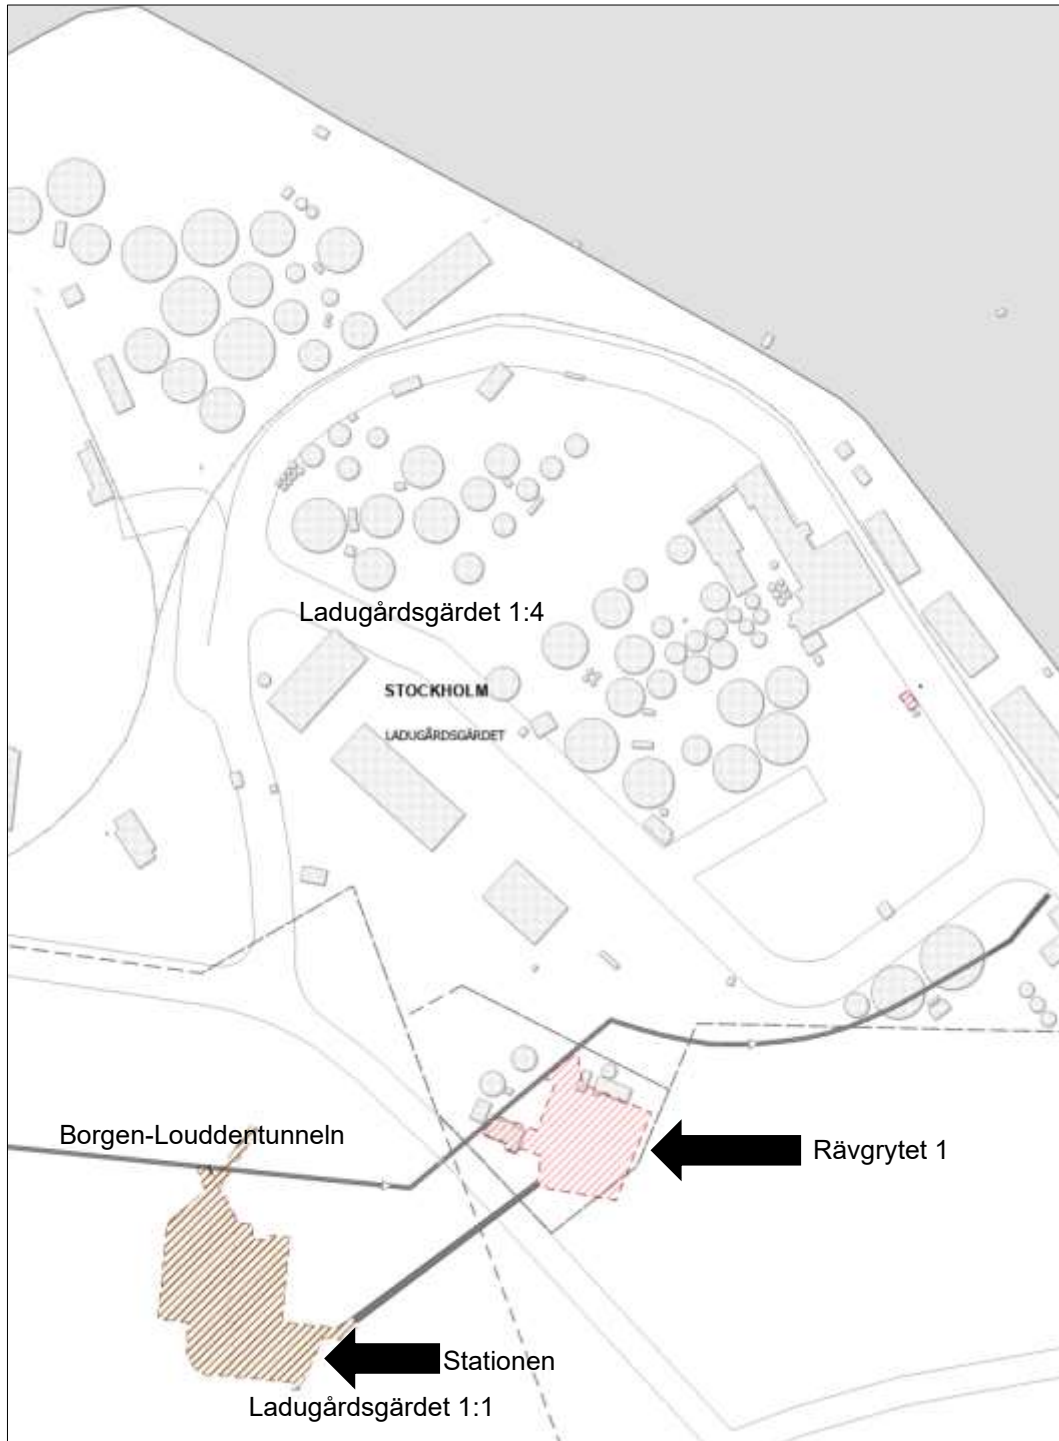 Ladugårdsgärdet 1:4
STOCKHOLM
LADUGÅRDSGÄRDET
Borgen-Louddentunneln
Rävgrytet 1
Stationen
Ladugårdsgärdet 1:1